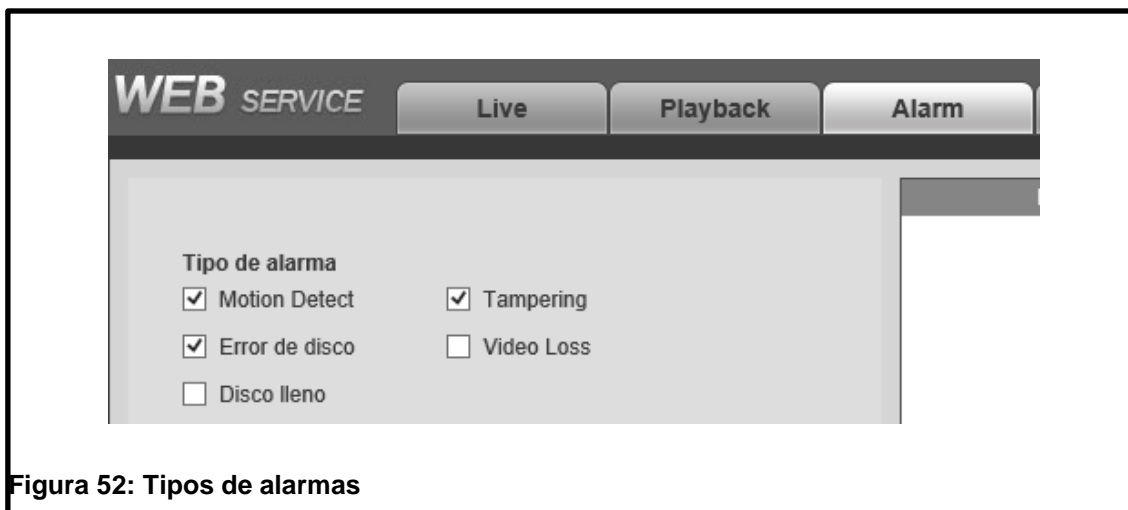 WEB SERVICE
Live
Playback
Alarm
Tipo de alarma
Motion Detect
Tampering
Error de disco
Video Loss
Disco lleno
Figura 52: Tipos de alarmas